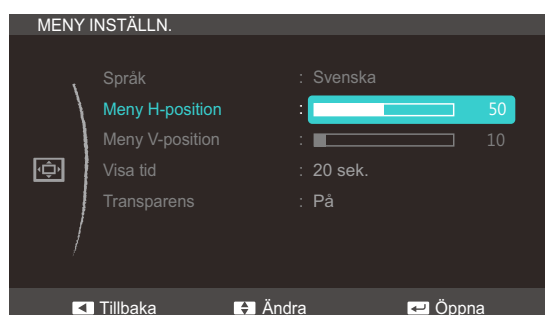 MENY INSTÄLLN.
Språk : Svenska
Meny H-position : 50
Meny V-position : 10
Visa tid : 20 sek.
Transparens : På
Tillbaka Ändra Öppna